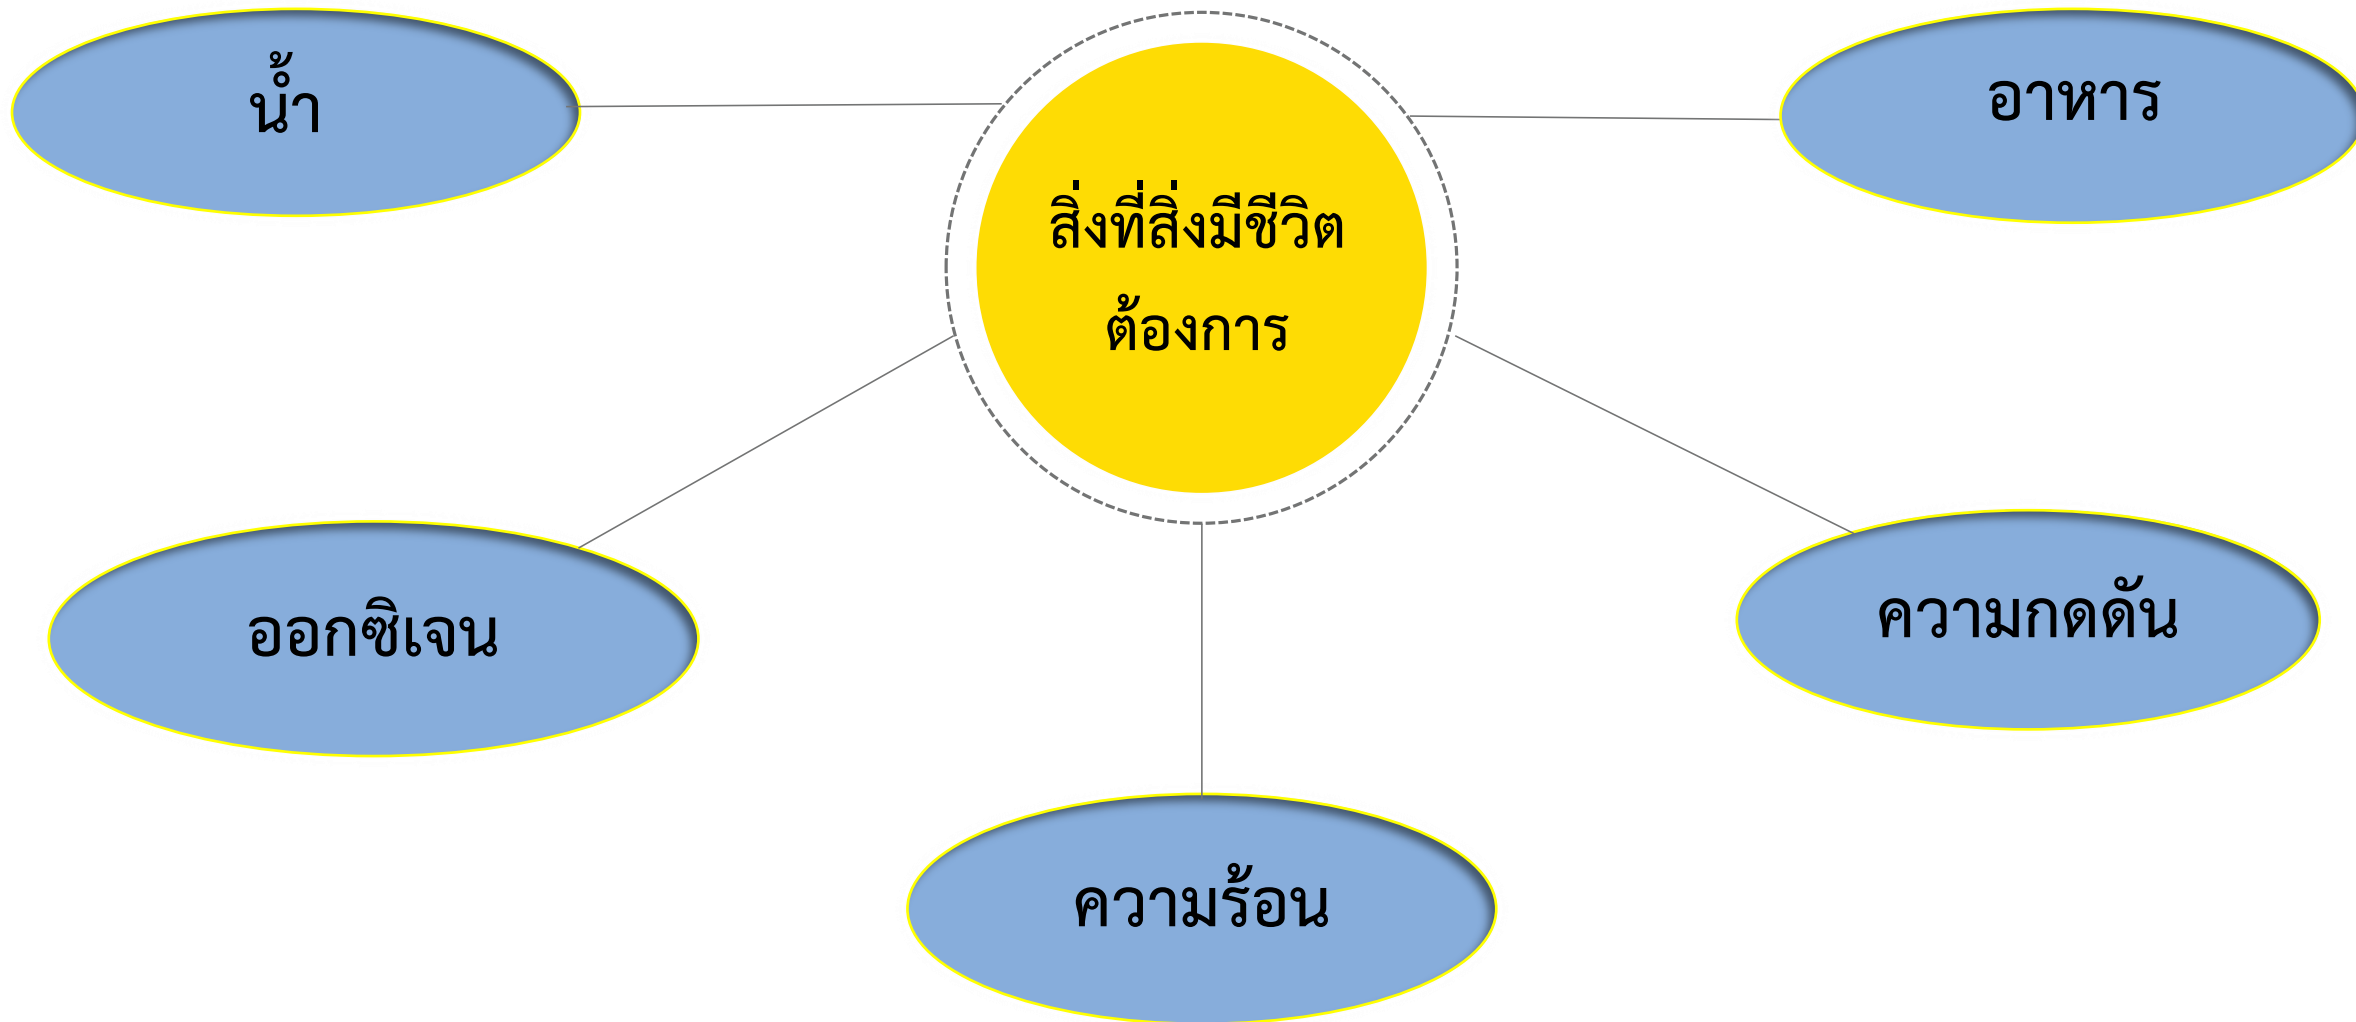 น้ำ
อาหาร
สิ่งที่สิ่งมีชีวิต
ต้องการ
ออกซิเจน
ความกดดัน
ความร้อน